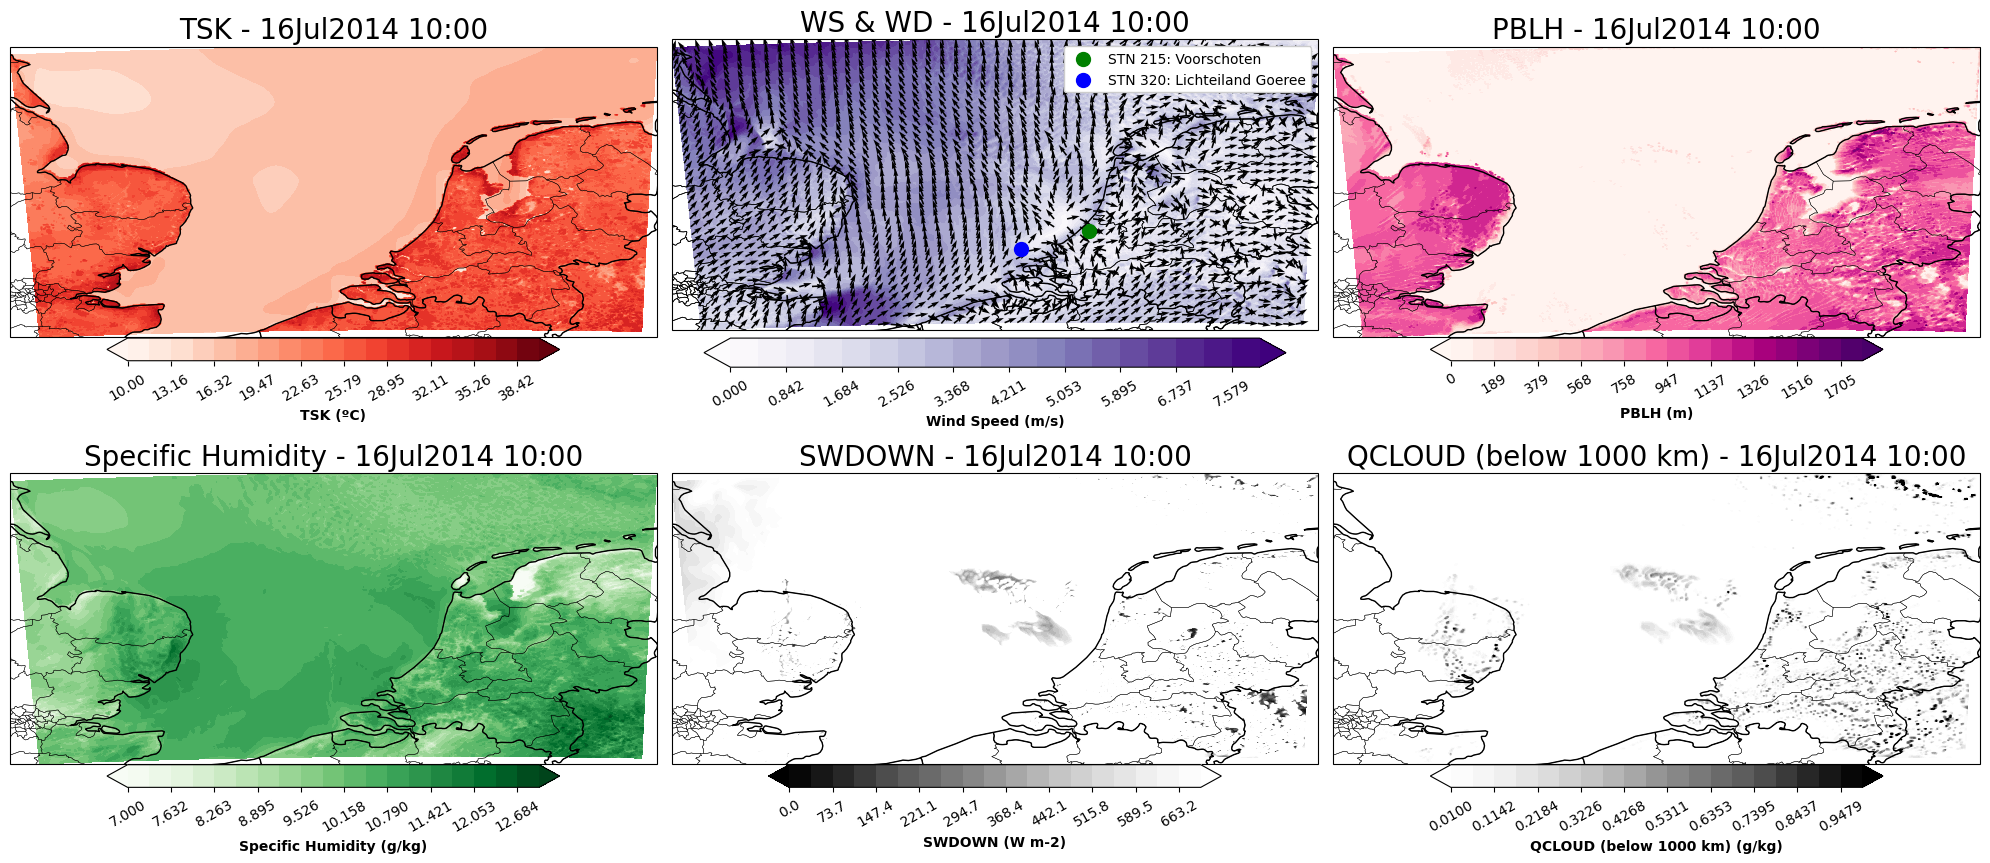 TSK - 16Jul2014 10:00
WS & WD - 16Jul2014 10:00
PBLH - 16Jul2014 10:00
STN 215: Voorschoten
STN 320: Lichteiland Goeree
10.00 13.16 16.32 19.47 22.63 25.79 28.95 32.11 35.26 38.42
TSK (ºC)
0.000 0.842 1.684 2.526 3.368 4.211 5.053 5.895 6.737 7.579
Wind Speed (m/s)
0 189 379 568 758 947 1137 1326 1516 1705
PBLH (m)
Specific Humidity - 16Jul2014 10:00
SWDOWN - 16Jul2014 10:00
QCLOUD (below 1000 km) - 16Jul2014 10:00
7.000 7.632 8.263 8.895 9.526 10.158 10.790 11.421 12.053 12.684
Specific Humidity (g/kg)
0.0 73.7 147.4 221.1 294.7 368.4 442.1 515.8 589.5 663.2
SWDOWN (W m-2)
0.0100 0.1142 0.2184 0.3226 0.4268 0.5311 0.6353 0.7395 0.8437 0.9479
QCLOUD (below 1000 km) (g/kg)